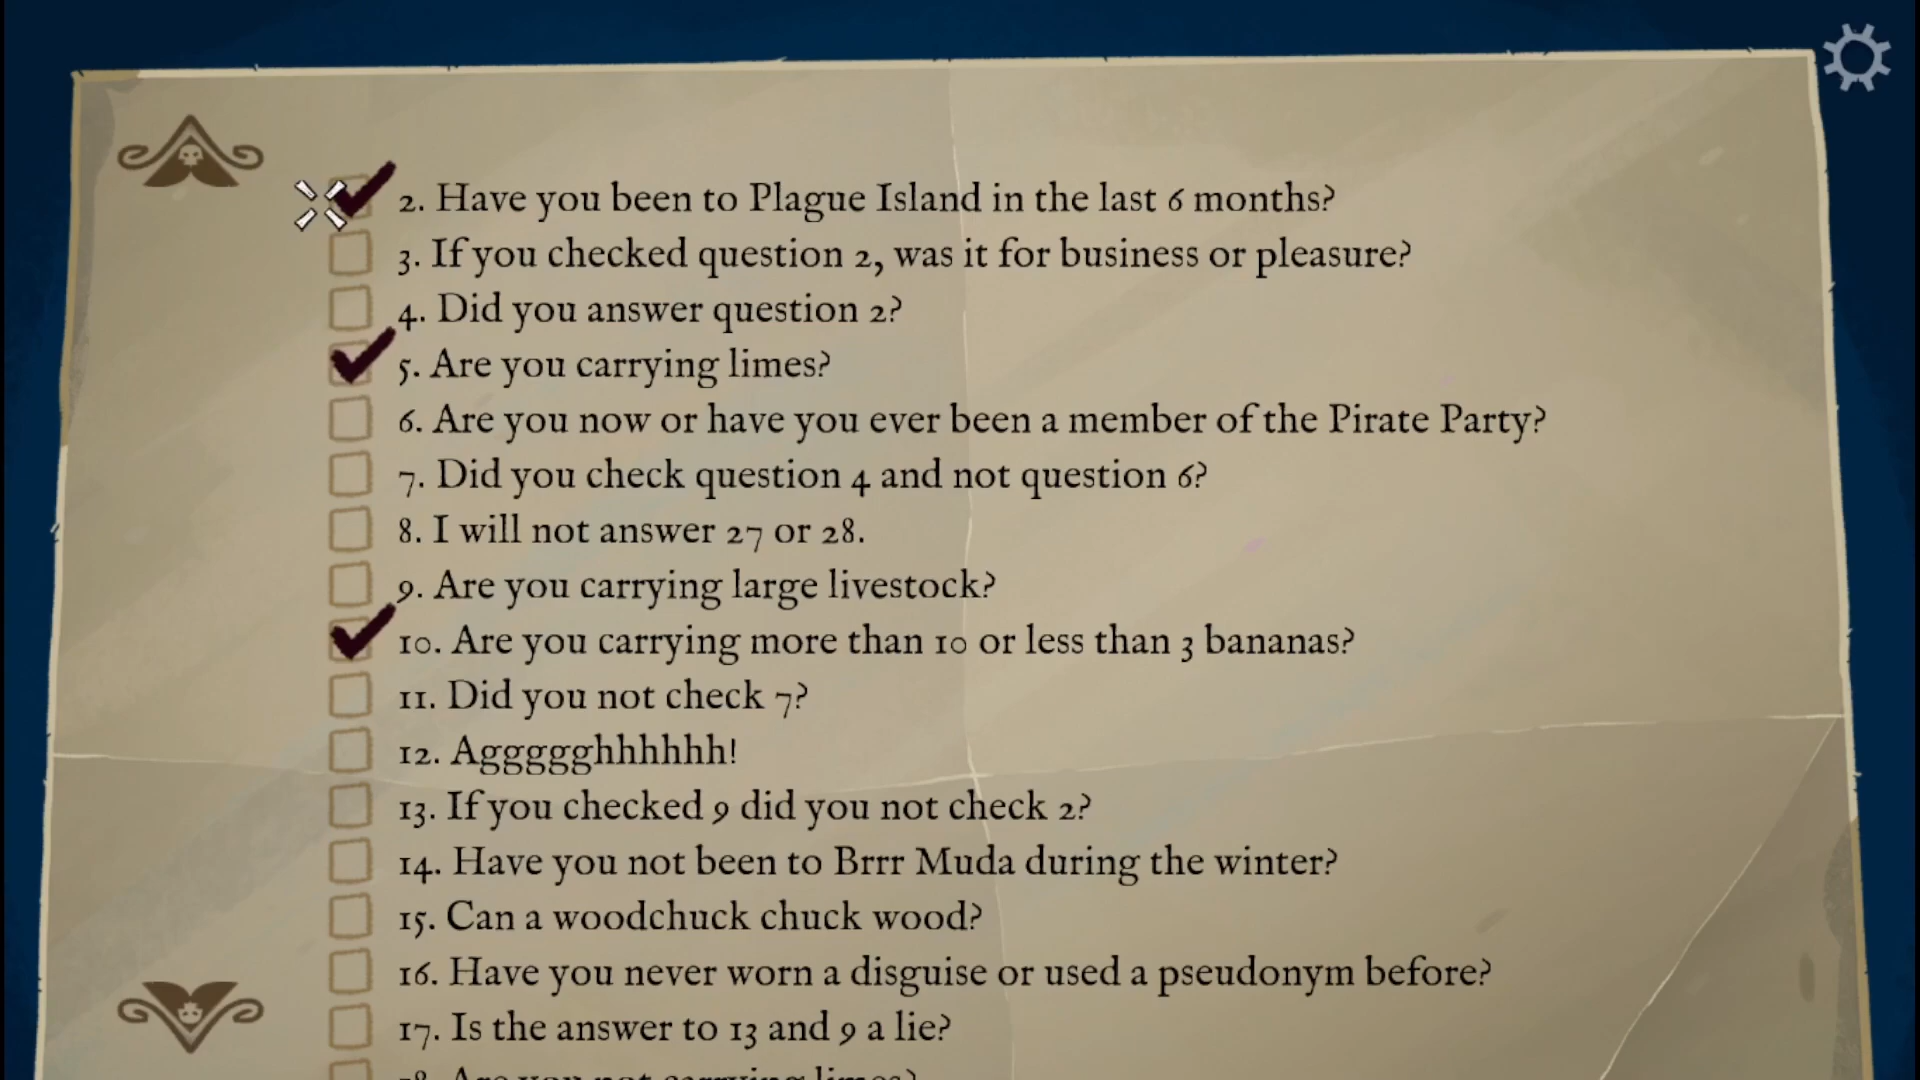 2. Have you been to Plague Island in the last 6 months?
3. If you checked question 2, was it for business or pleasure?
4. Did you answer question 2?
5. Are you carrying limes?
6. Are you now or have you ever been a member of the Pirate Party?
7. Did you check question 4 and not question 6?
8. I will not answer 27 or 28.
9. Are you carrying large livestock?
10. Are you carrying more than 10 or less than 3 bananas?
11. Did you not check 7?
12. Agggggghhhhhh!
13. If you checked 9 did you not check 2?
14. Have you not been to Brrr Muda during the winter?
15. Can a woodchuck chuck wood?
16. Have you never worn a disguise or used a pseudonym before?
17. Is the answer to 13 and 9 a lie?
18. Are you not carrying limes?